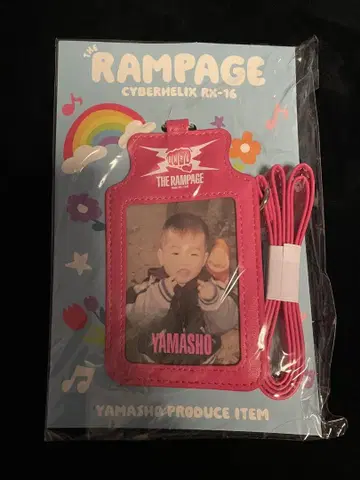 THE
RAMPAGE
CYBERHELIX RX-16
THE RAMPAGE
YAMASHO
YAMASHO PRODUCE ITEM